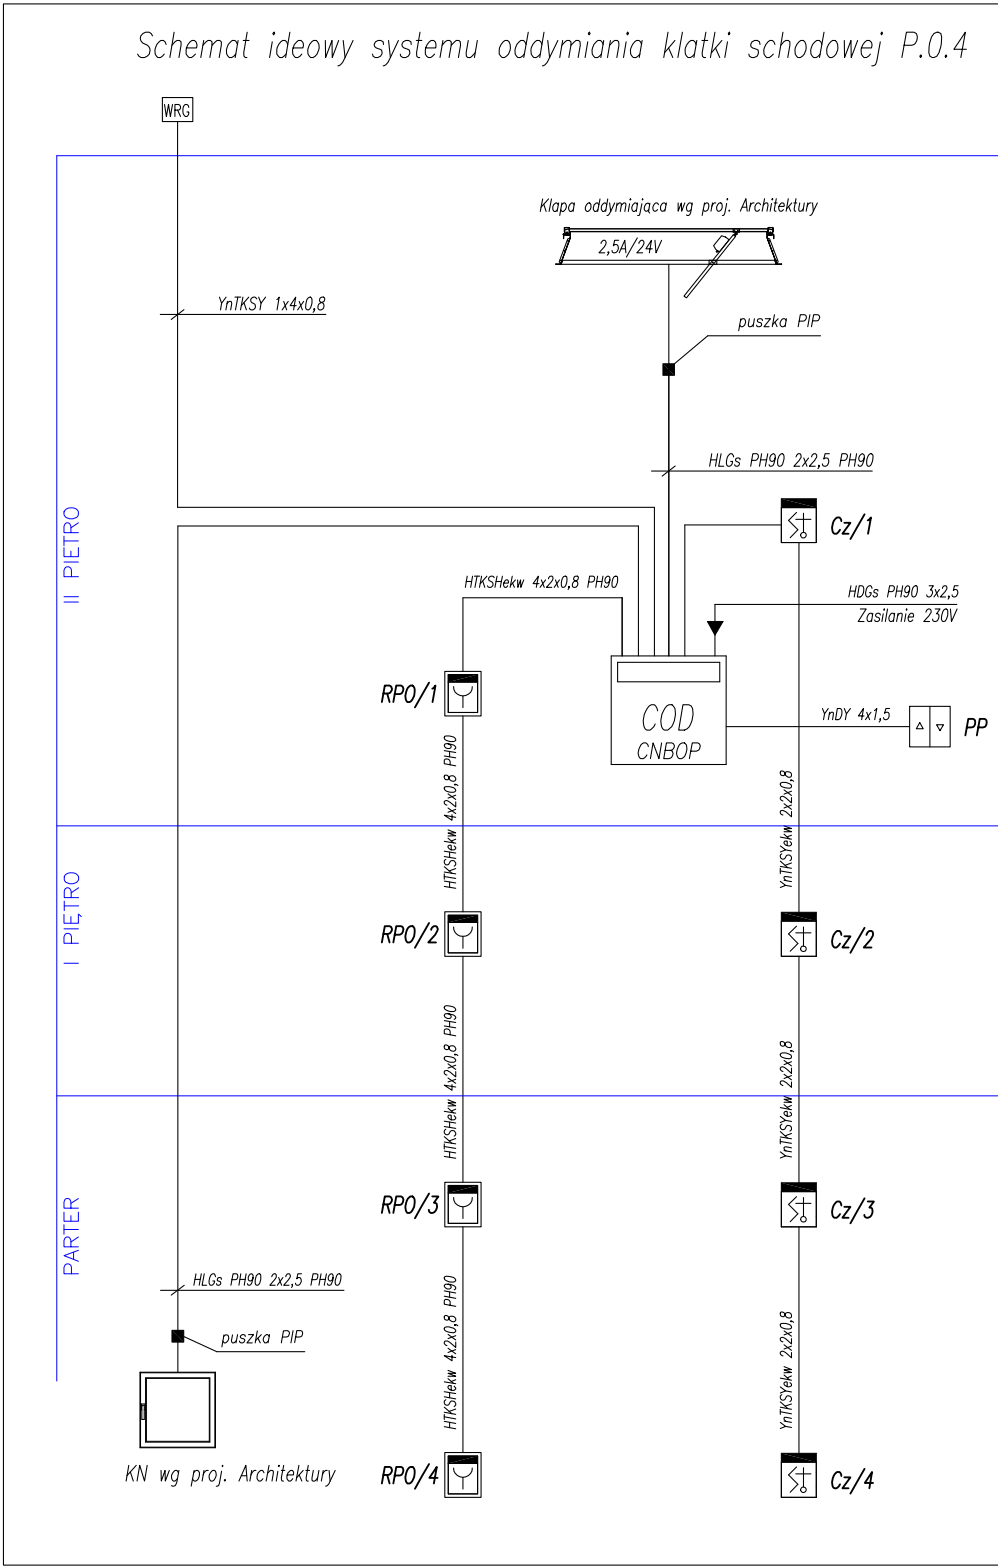 Schemat ideowy systemu oddymiania klatki schodowej P.0.4
WRG
Klapa oddymiająca wg proj. Architektury
2,5A/24V
YnTKSY 1x4x0,8
puszka PIP
HLGs PH90 2x2,5 PH90
II PIETRO
Cz/1
HTKSHekw 4x2x0,8 PH90
HDGs PH90 3x2,5
Zasilanie 230V
RPO/1
COD
CNBOP
YnDY 4x1,5
PP
HTKSHekw 4x2x0,8 PH90
YnTKSYekw 2x2x0,8
I PIĘTRO
RPO/2
Cz/2
HTKSHekw 4x2x0,8 PH90
YnTKSYekw 2x2x0,8
PARTER
RPO/3
Cz/3
HLGs PH90 2x2,5 PH90
puszka PIP
HTKSHekw 4x2x0,8 PH90
YnTKSYekw 2x2x0,8
KN wg proj. Architektury
RPO/4
Cz/4